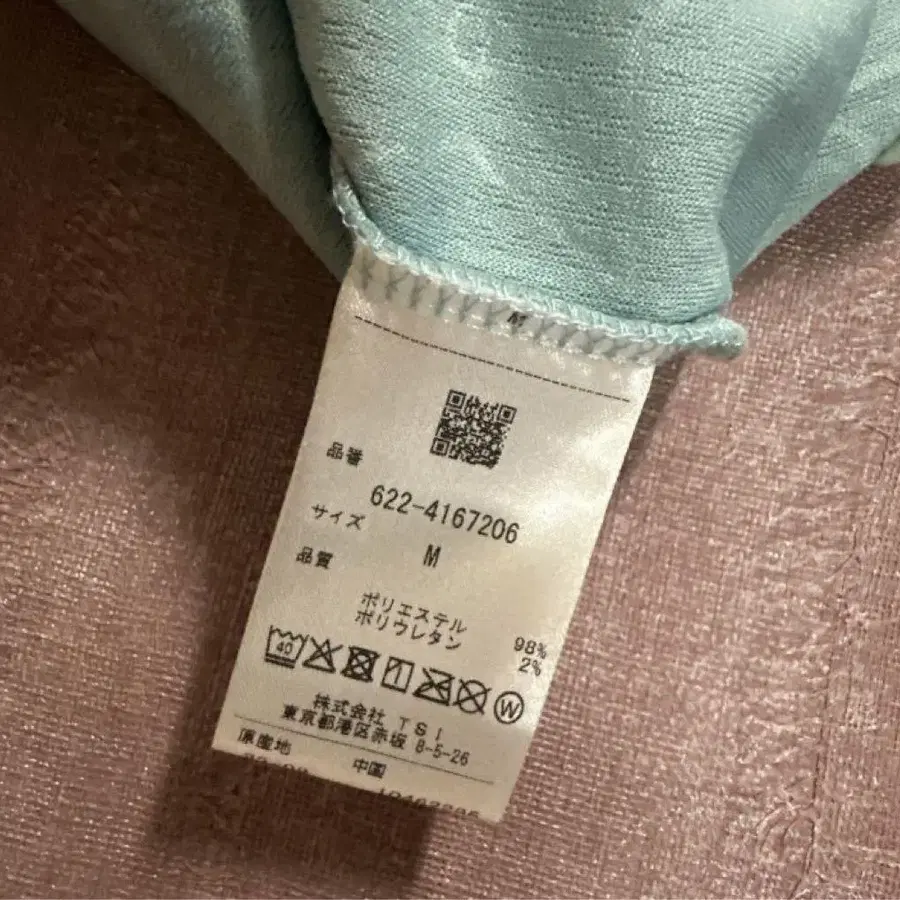 M
品番
622-4167206
サイズ
M
品質
ポリエステル 98%
ポリウレタン 2%
40
W
株式会社 TSI
東京都港区赤坂 8-5-26
原産地 中国